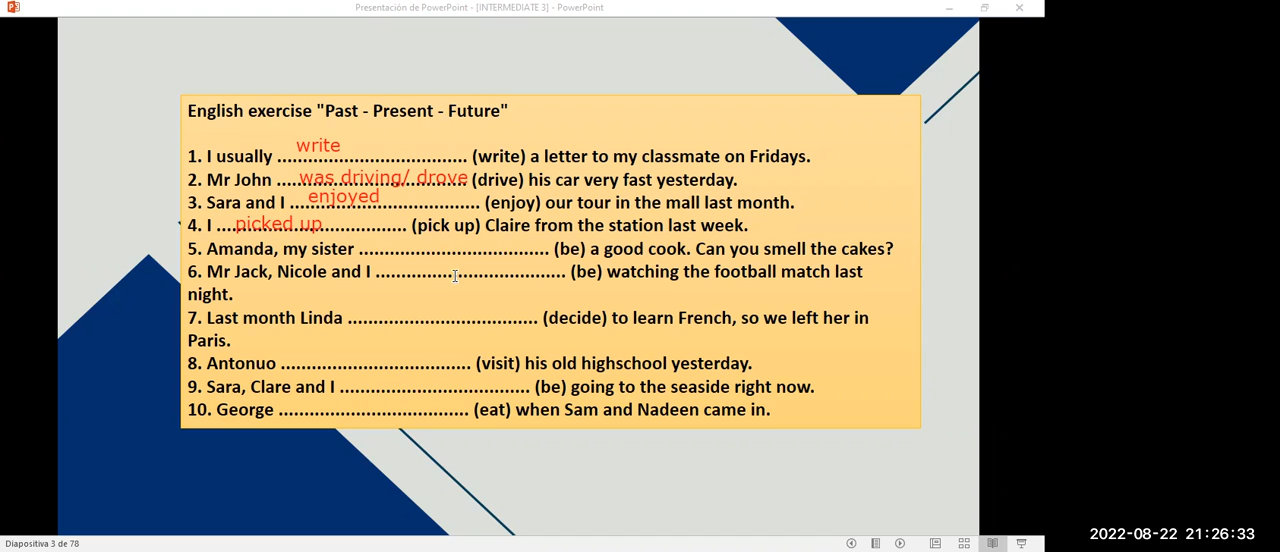 Presentación de PowerPoint - [INTERMEDIATE 3] - PowerPoint
English exercise "Past - Present - Future"
write
1. I usually ..................................... (write) a letter to my classmate on Fridays.
was driving/ drove
2. Mr John ..................................... (drive) his car very fast yesterday.
enjoyed
3. Sara and I ..................................... (enjoy) our tour in the mall last month.
picked up
4. I ..................................... (pick up) Claire from the station last week.
5. Amanda, my sister ..................................... (be) a good cook. Can you smell the cakes?
6. Mr Jack, Nicole and I ..................................... (be) watching the football match last
night.
7. Last month Linda ..................................... (decide) to learn French, so we left her in
Paris.
8. Antonuo ..................................... (visit) his old highschool yesterday.
9. Sara, Clare and I ..................................... (be) going to the seaside right now.
10. George ..................................... (eat) when Sam and Nadeen came in.
2022-08-22 21:26:33
Diapositiva 3 de 78